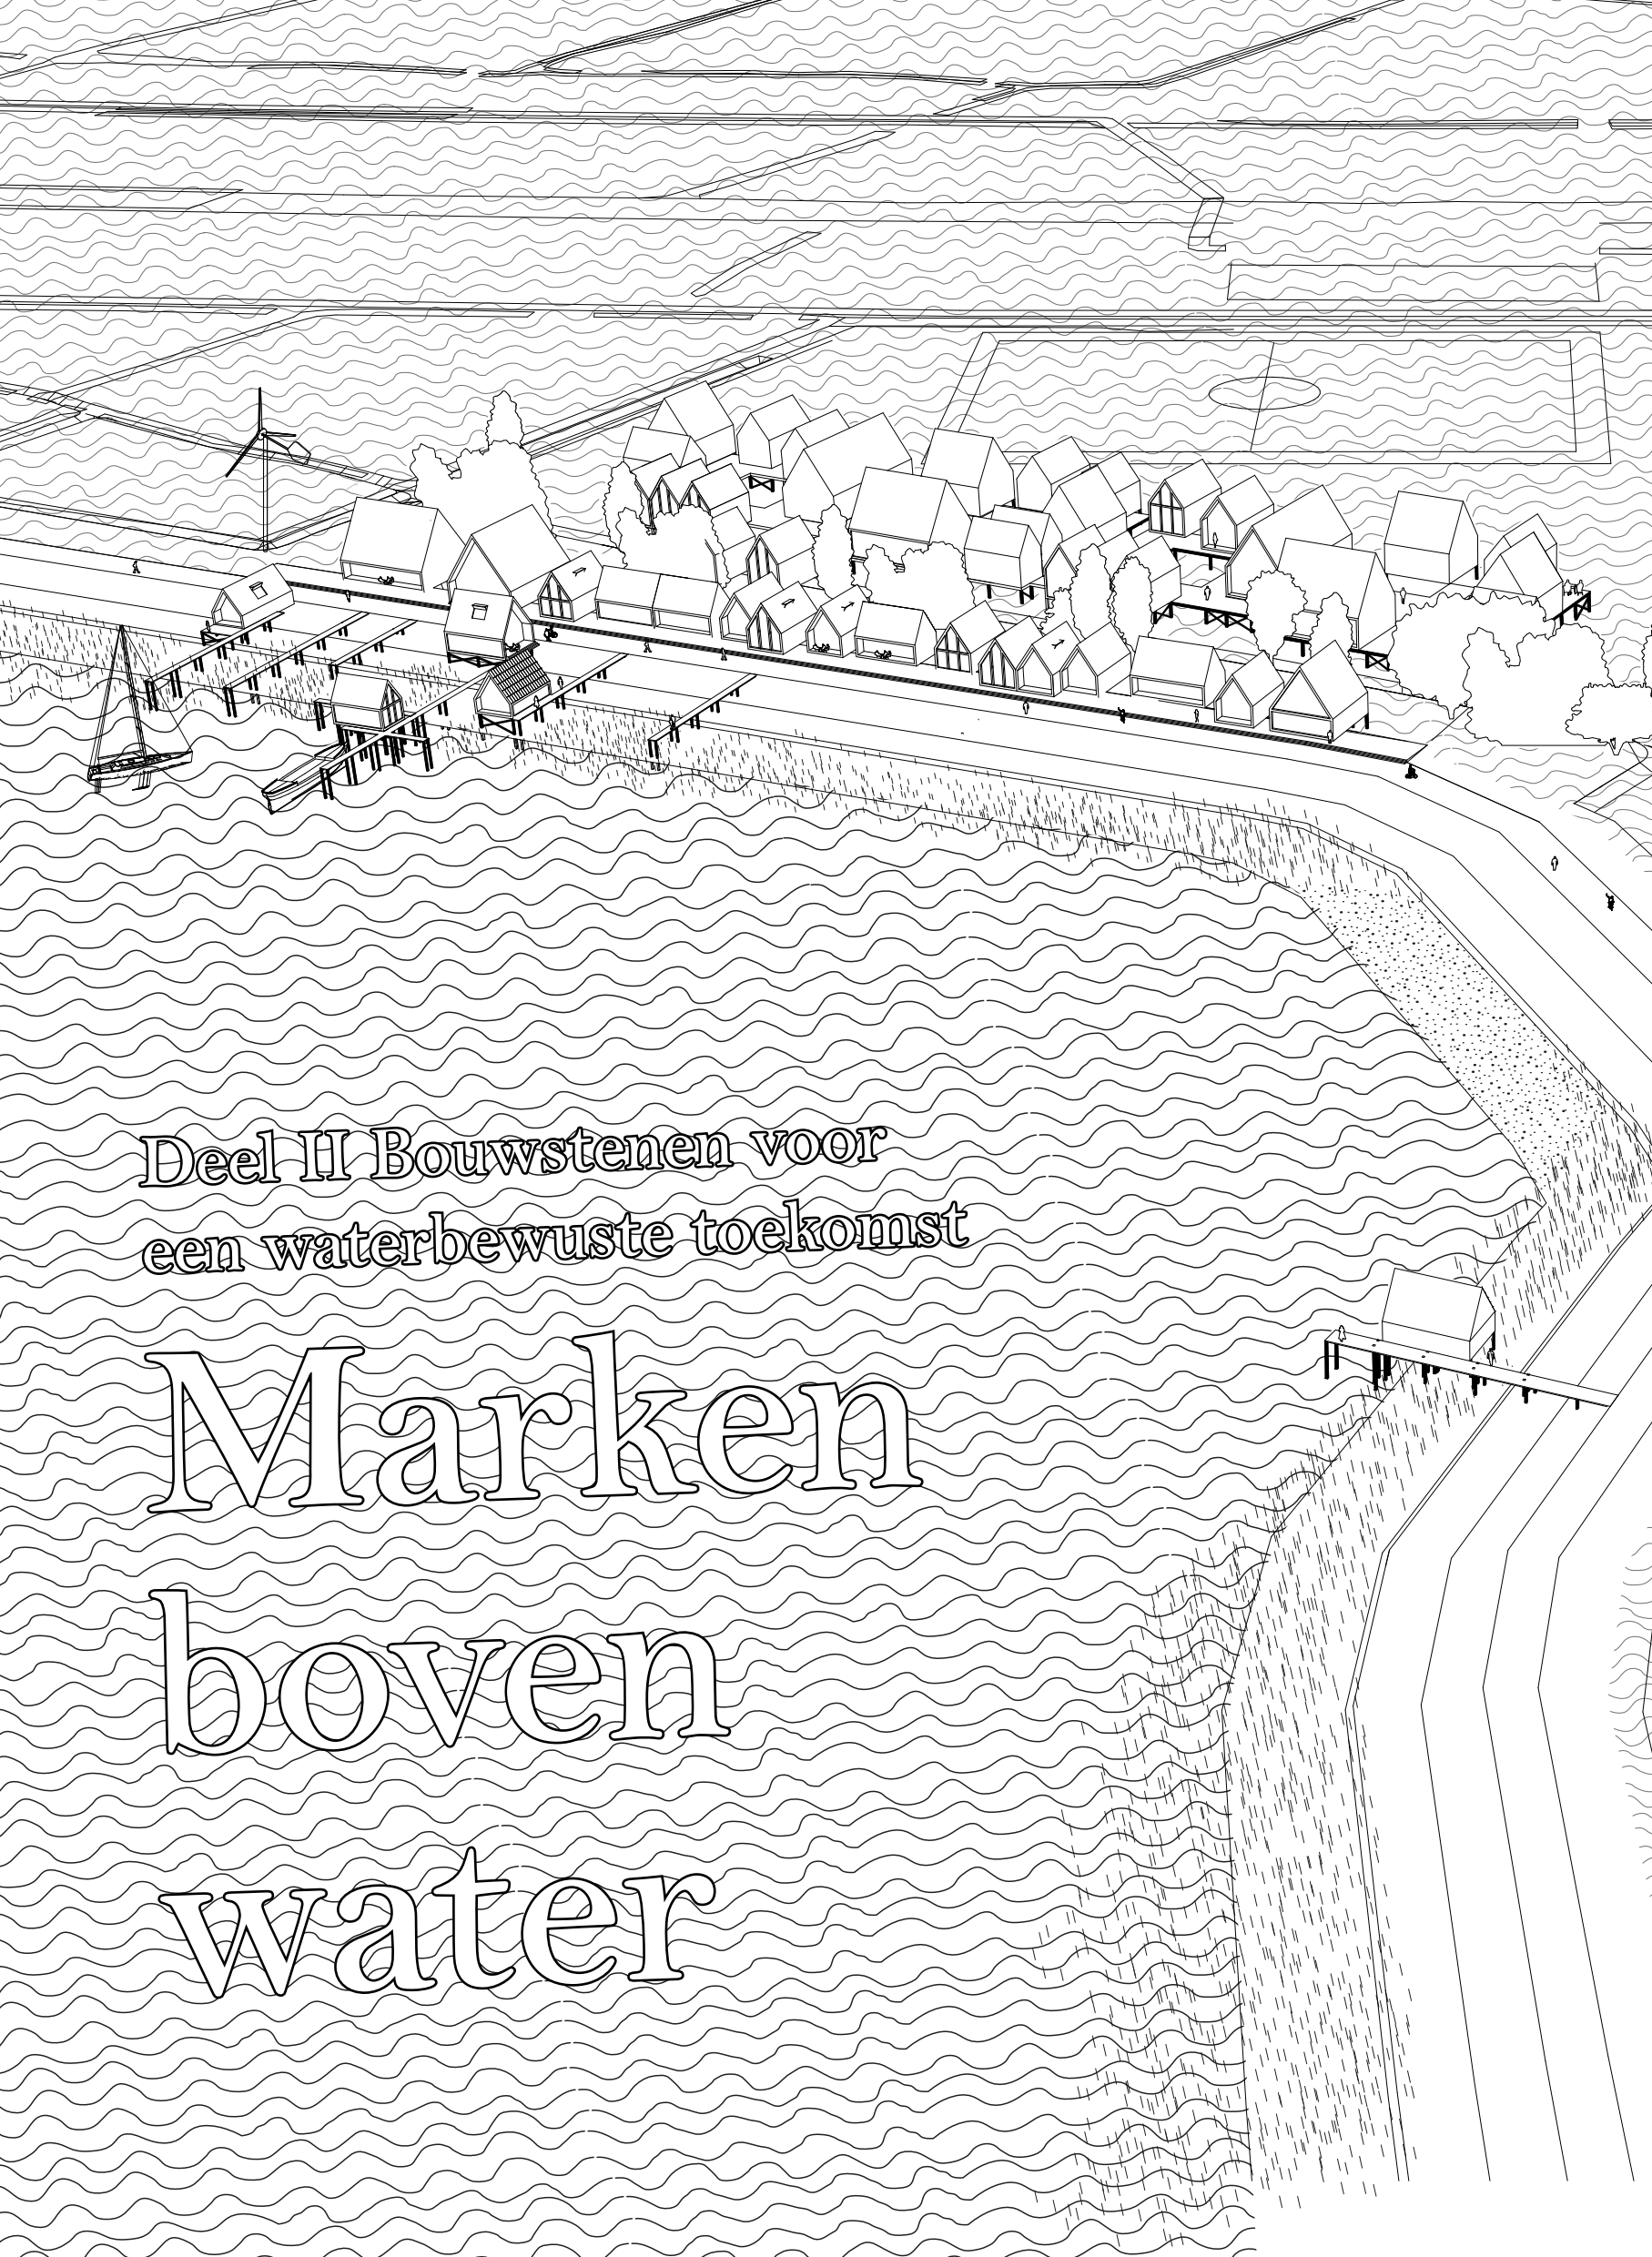 Deel II Bouwstenen voor
een waterbewuste toekomst
Marken
boven
water